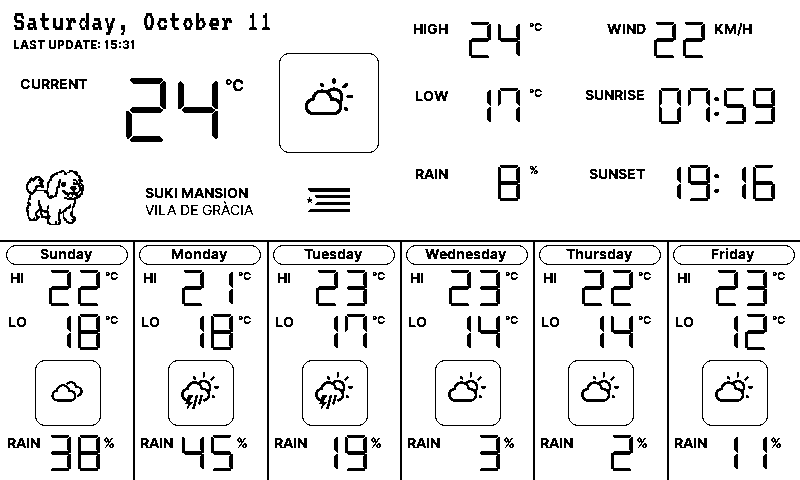 Saturday, October 11
LAST UPDATE: 15:31
CURRENT 24 °C
SUKI MANSION
VILA DE GRÀCIA
HIGH 24 °C
WIND 22 KM/H
LOW 17 °C
SUNRISE 07:59
RAIN 8 %
SUNSET 19:16
Sunday
HI 22 °C
LO 18 °C
RAIN 38 %
Monday
HI 21 °C
LO 18 °C
RAIN 45 %
Tuesday
HI 23 °C
LO 17 °C
RAIN 19 %
Wednesday
HI 23 °C
LO 14 °C
RAIN 3 %
Thursday
HI 22 °C
LO 14 °C
RAIN 2 %
Friday
HI 23 °C
LO 12 °C
RAIN 11 %